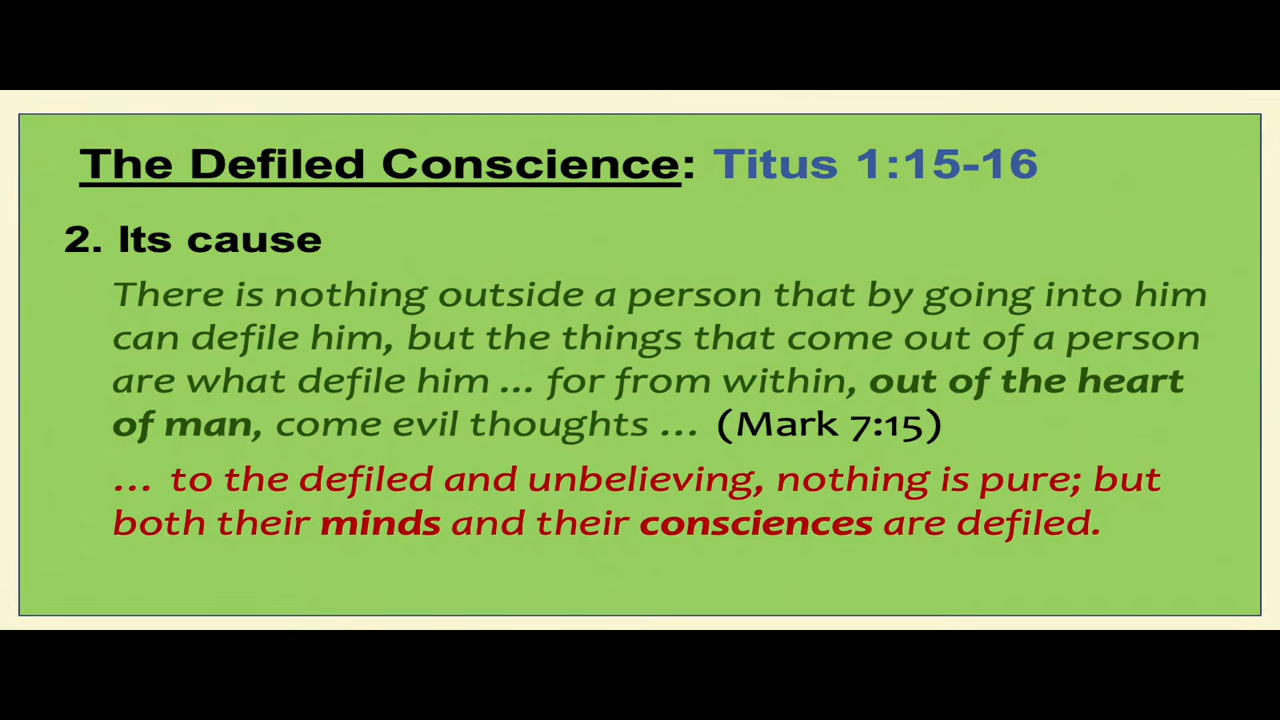 The Defiled Conscience: Titus 1:15-16
2. Its cause
There is nothing outside a person that by going into him
can defile him, but the things that come out of a person
are what defile him ... for from within, out of the heart
of man, come evil thoughts ... (Mark 7:15)
... to the defiled and unbelieving, nothing is pure; but
both their minds and their consciences are defiled.